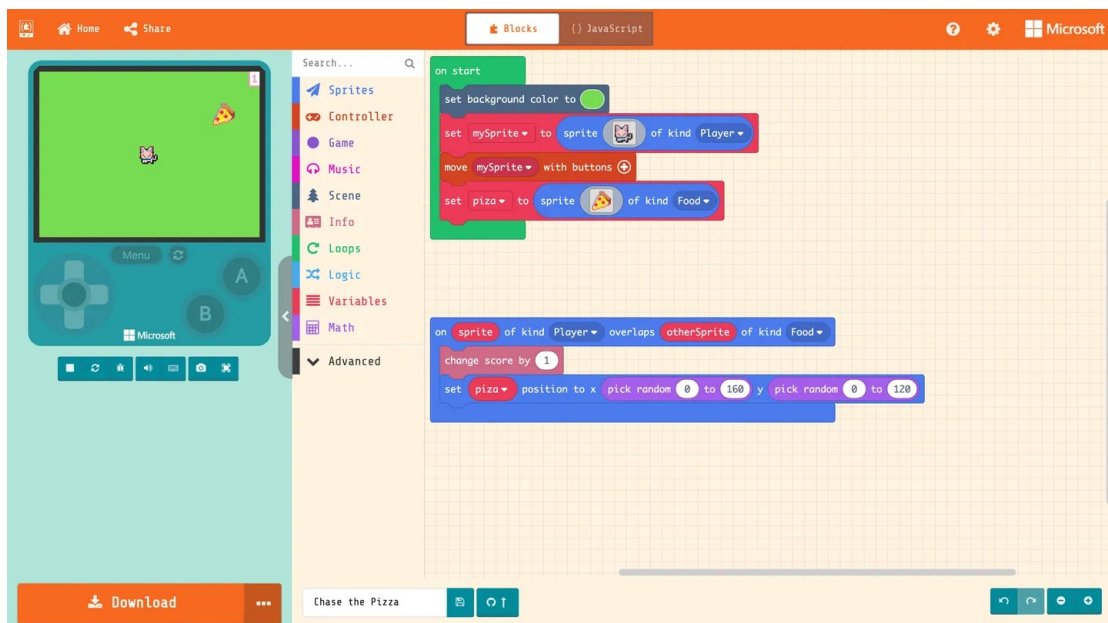 Home Share Blocks {} JavaScript Microsoft
1
Menu
A
B
Microsoft
Search...
Sprites
Controller
Game
Music
Scene
Info
Loops
Logic
Variables
Math
Advanced
on start
set background color to
set mySprite to sprite of kind Player
move mySprite with buttons
set piza to sprite of kind Food
on sprite of kind Player overlaps otherSprite of kind Food
change score by 1
set piza position to x pick random 0 to 160 y pick random 0 to 120
Download
Chase the Pizza